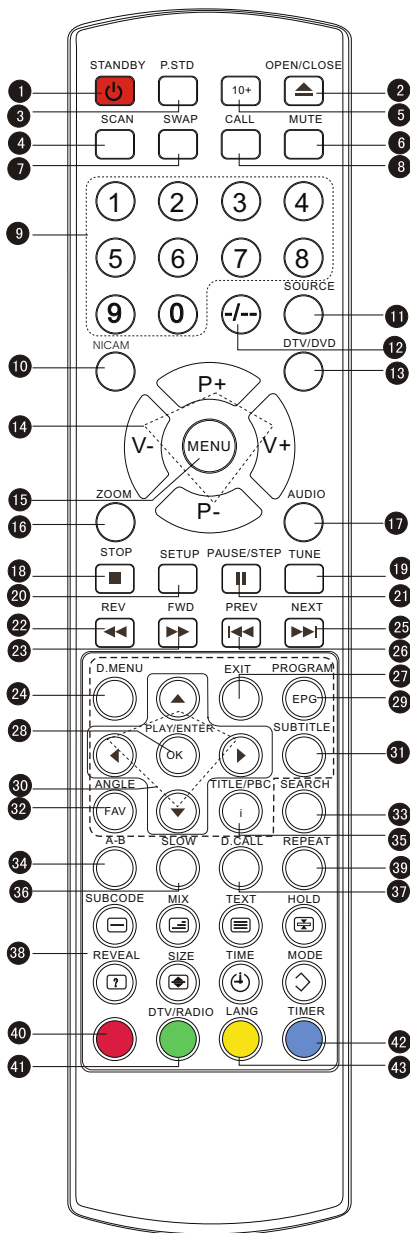 STANDBY P.STD OPEN/CLOSE
1 10+ 2
3 5
SCAN SWAP CALL MUTE
4 6
7 8
1 2 3 4
9
5 6 7 8
SOURCE
9 0 -/-- 11
12
NICAM DTV/DVD
10 13
P+
14
V- MENU V+
15
P-
ZOOM AUDIO
16 17
STOP SETUP PAUSE/STEP TUNE
18 19
20 21
REV FWD PREV NEXT
22 25
23 26
D.MENU EXIT PROGRAM
27
24 EPG 29
PLAY/ENTER SUBTITLE
28 OK 31
30
ANGLE TITLE/PBC SEARCH
32 FAV i 33
35
A-B SLOW D.CALL REPEAT
34 39
36 37
SUBCODE MIX TEXT HOLD
38
REVEAL SIZE TIME MODE
?
DTV/RADIO LANG TIMER
40 42
41 43